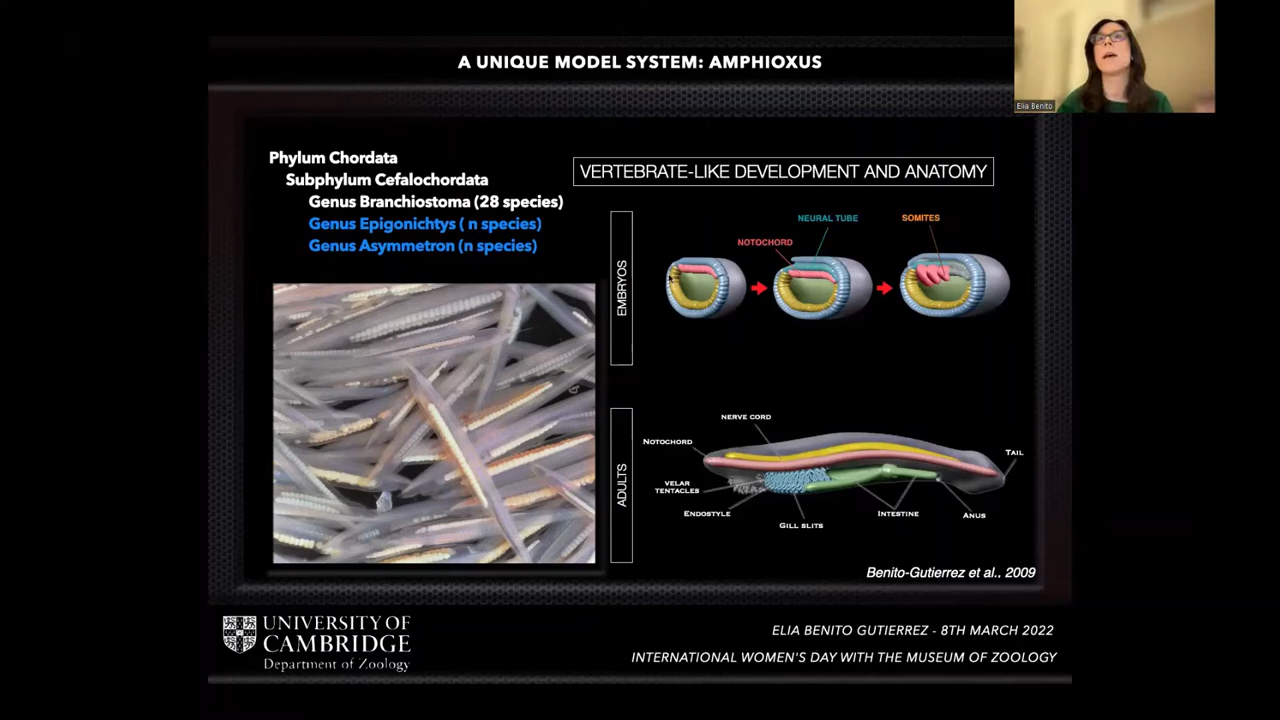 A UNIQUE MODEL SYSTEM: AMPHIOXUS
Elia Benito
Phylum Chordata
Subphylum Cefalochordata
Genus Branchiostoma (28 species)
Genus Epigonichtys ( n species)
Genus Asymmetron (n species)
VERTEBRATE-LIKE DEVELOPMENT AND ANATOMY
EMBRYOS
NEURAL TUBE
SOMITES
NOTOCHORD
ADULTS
NERVE CORD
NOTOCHORD
TAIL
VELAR
TENTACLES
ENDOSTYLE
GILL SLITS
INTESTINE
ANUS
Benito-Gutierrez et al., 2009
UNIVERSITY OF
CAMBRIDGE
Department of Zoology
ELIA BENITO GUTIERREZ - 8TH MARCH 2022
INTERNATIONAL WOMEN'S DAY WITH THE MUSEUM OF ZOOLOGY